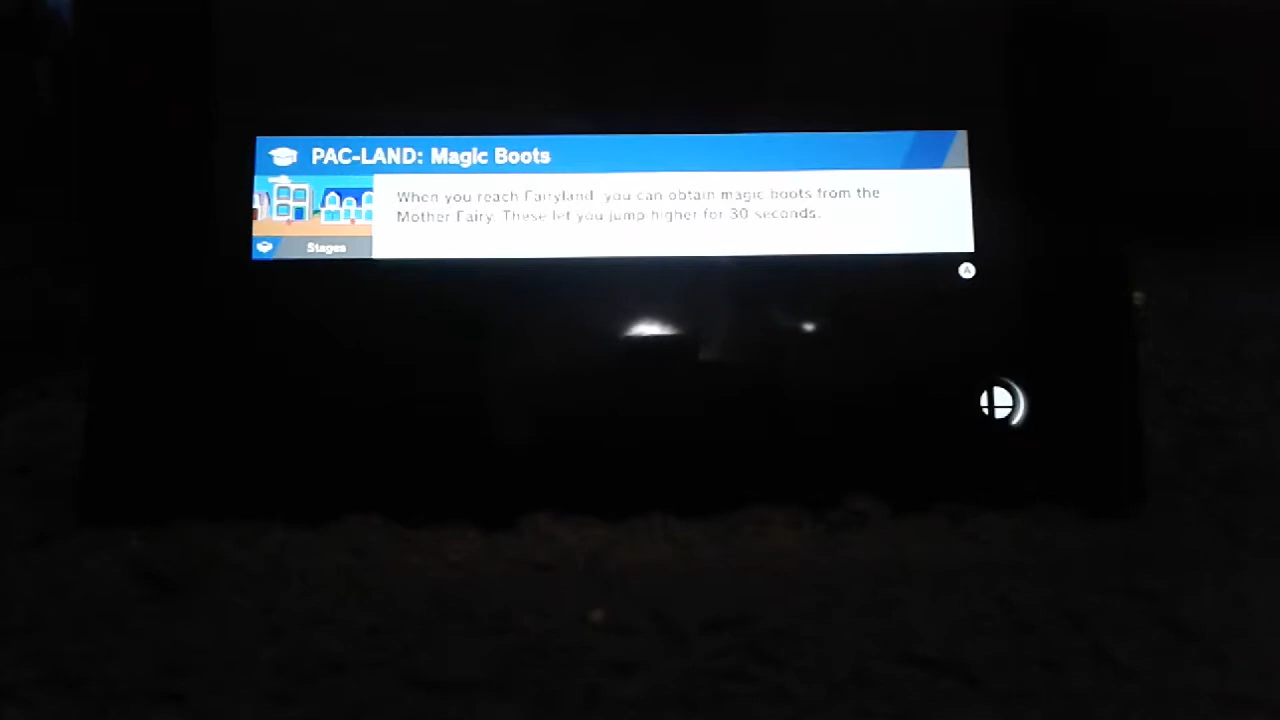 PAC-LAND: Magic Boots
When you reach Fairyland, you can obtain magic boots from the
Mother Fairy. These let you jump higher for 30 seconds.
Stages
A